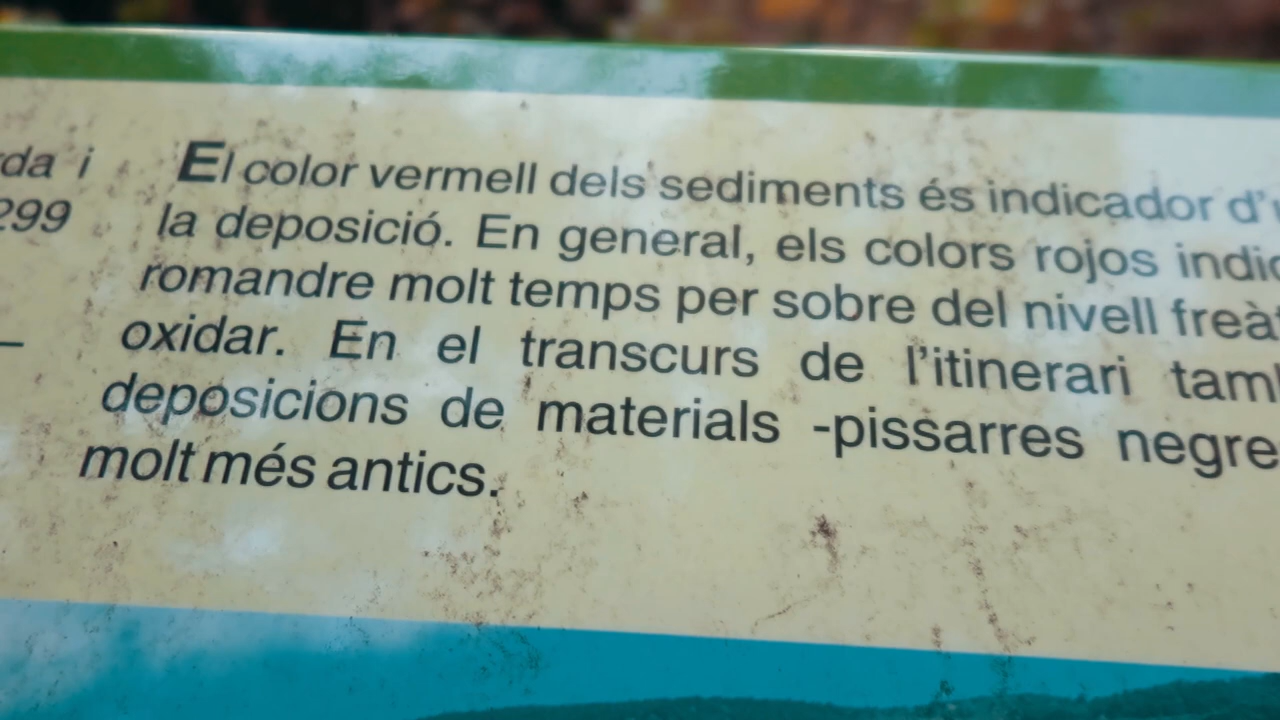 rda i
299
El color vermell dels sediments és indicador d'
la deposició. En general, els colors rojos indic
romandre molt temps per sobre del nivell freà
oxidar. En el transcurs de l'itinerari tam
deposicions de materials -pissarres negre
molt més antics.